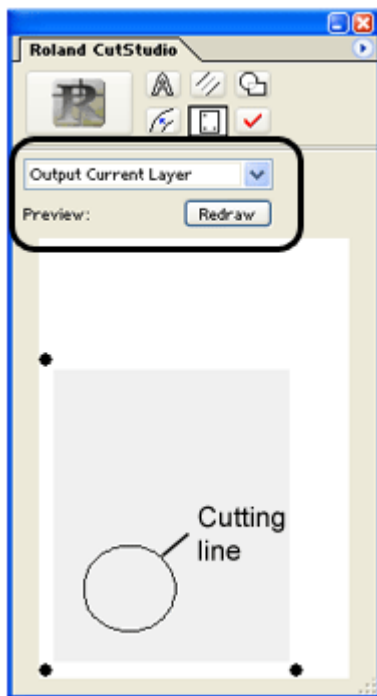 Roland CutStudio
Output Current Layer
Preview: Redraw
Cutting
line